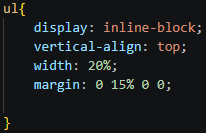 ul{
display: inline-block;
vertical-align: top;
width: 20%;
margin: 0 15% 0 0;
}